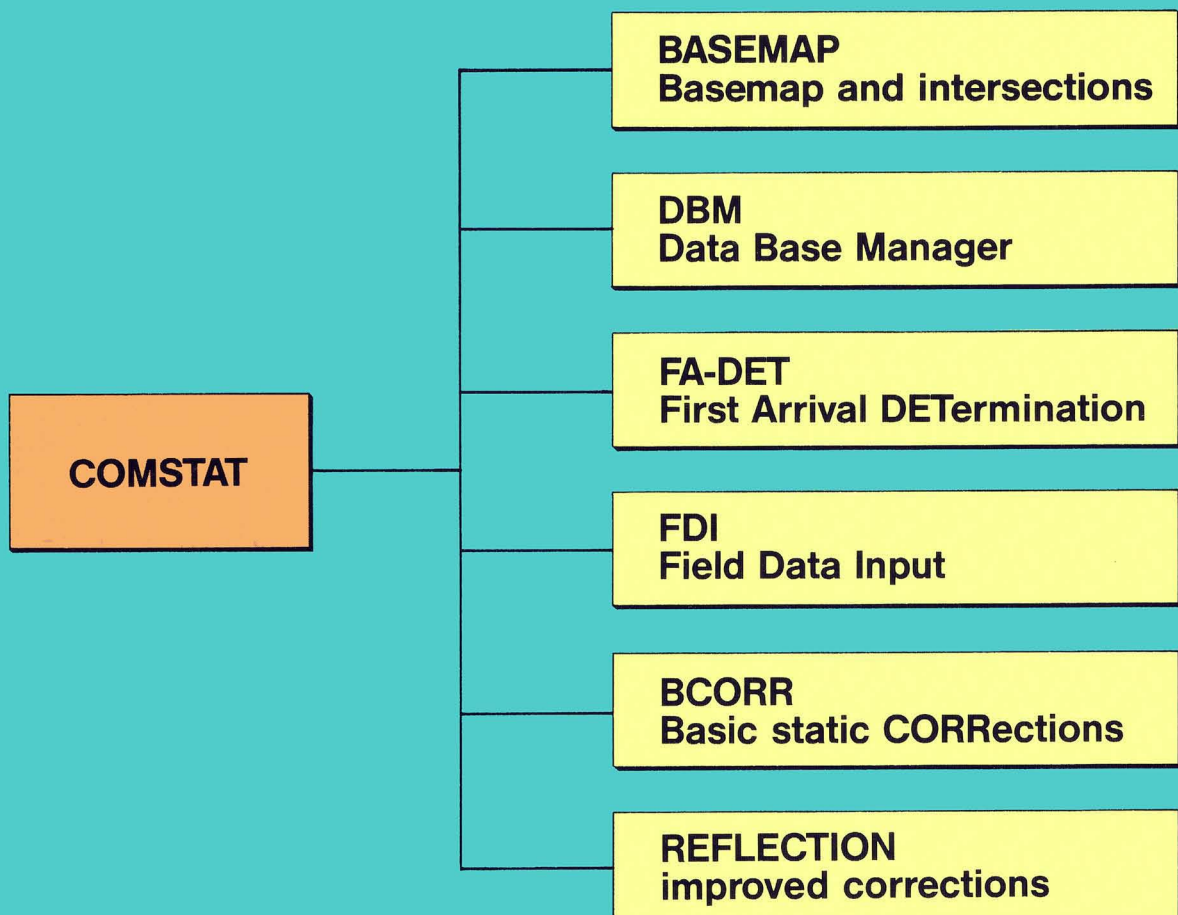 COMSTAT
BASEMAP
Basemap and intersections
DBM
Data Base Manager
FA-DET
First Arrival DETermination
FDI
Field Data Input
BCORR
Basic static CORRections
REFLECTION
improved corrections